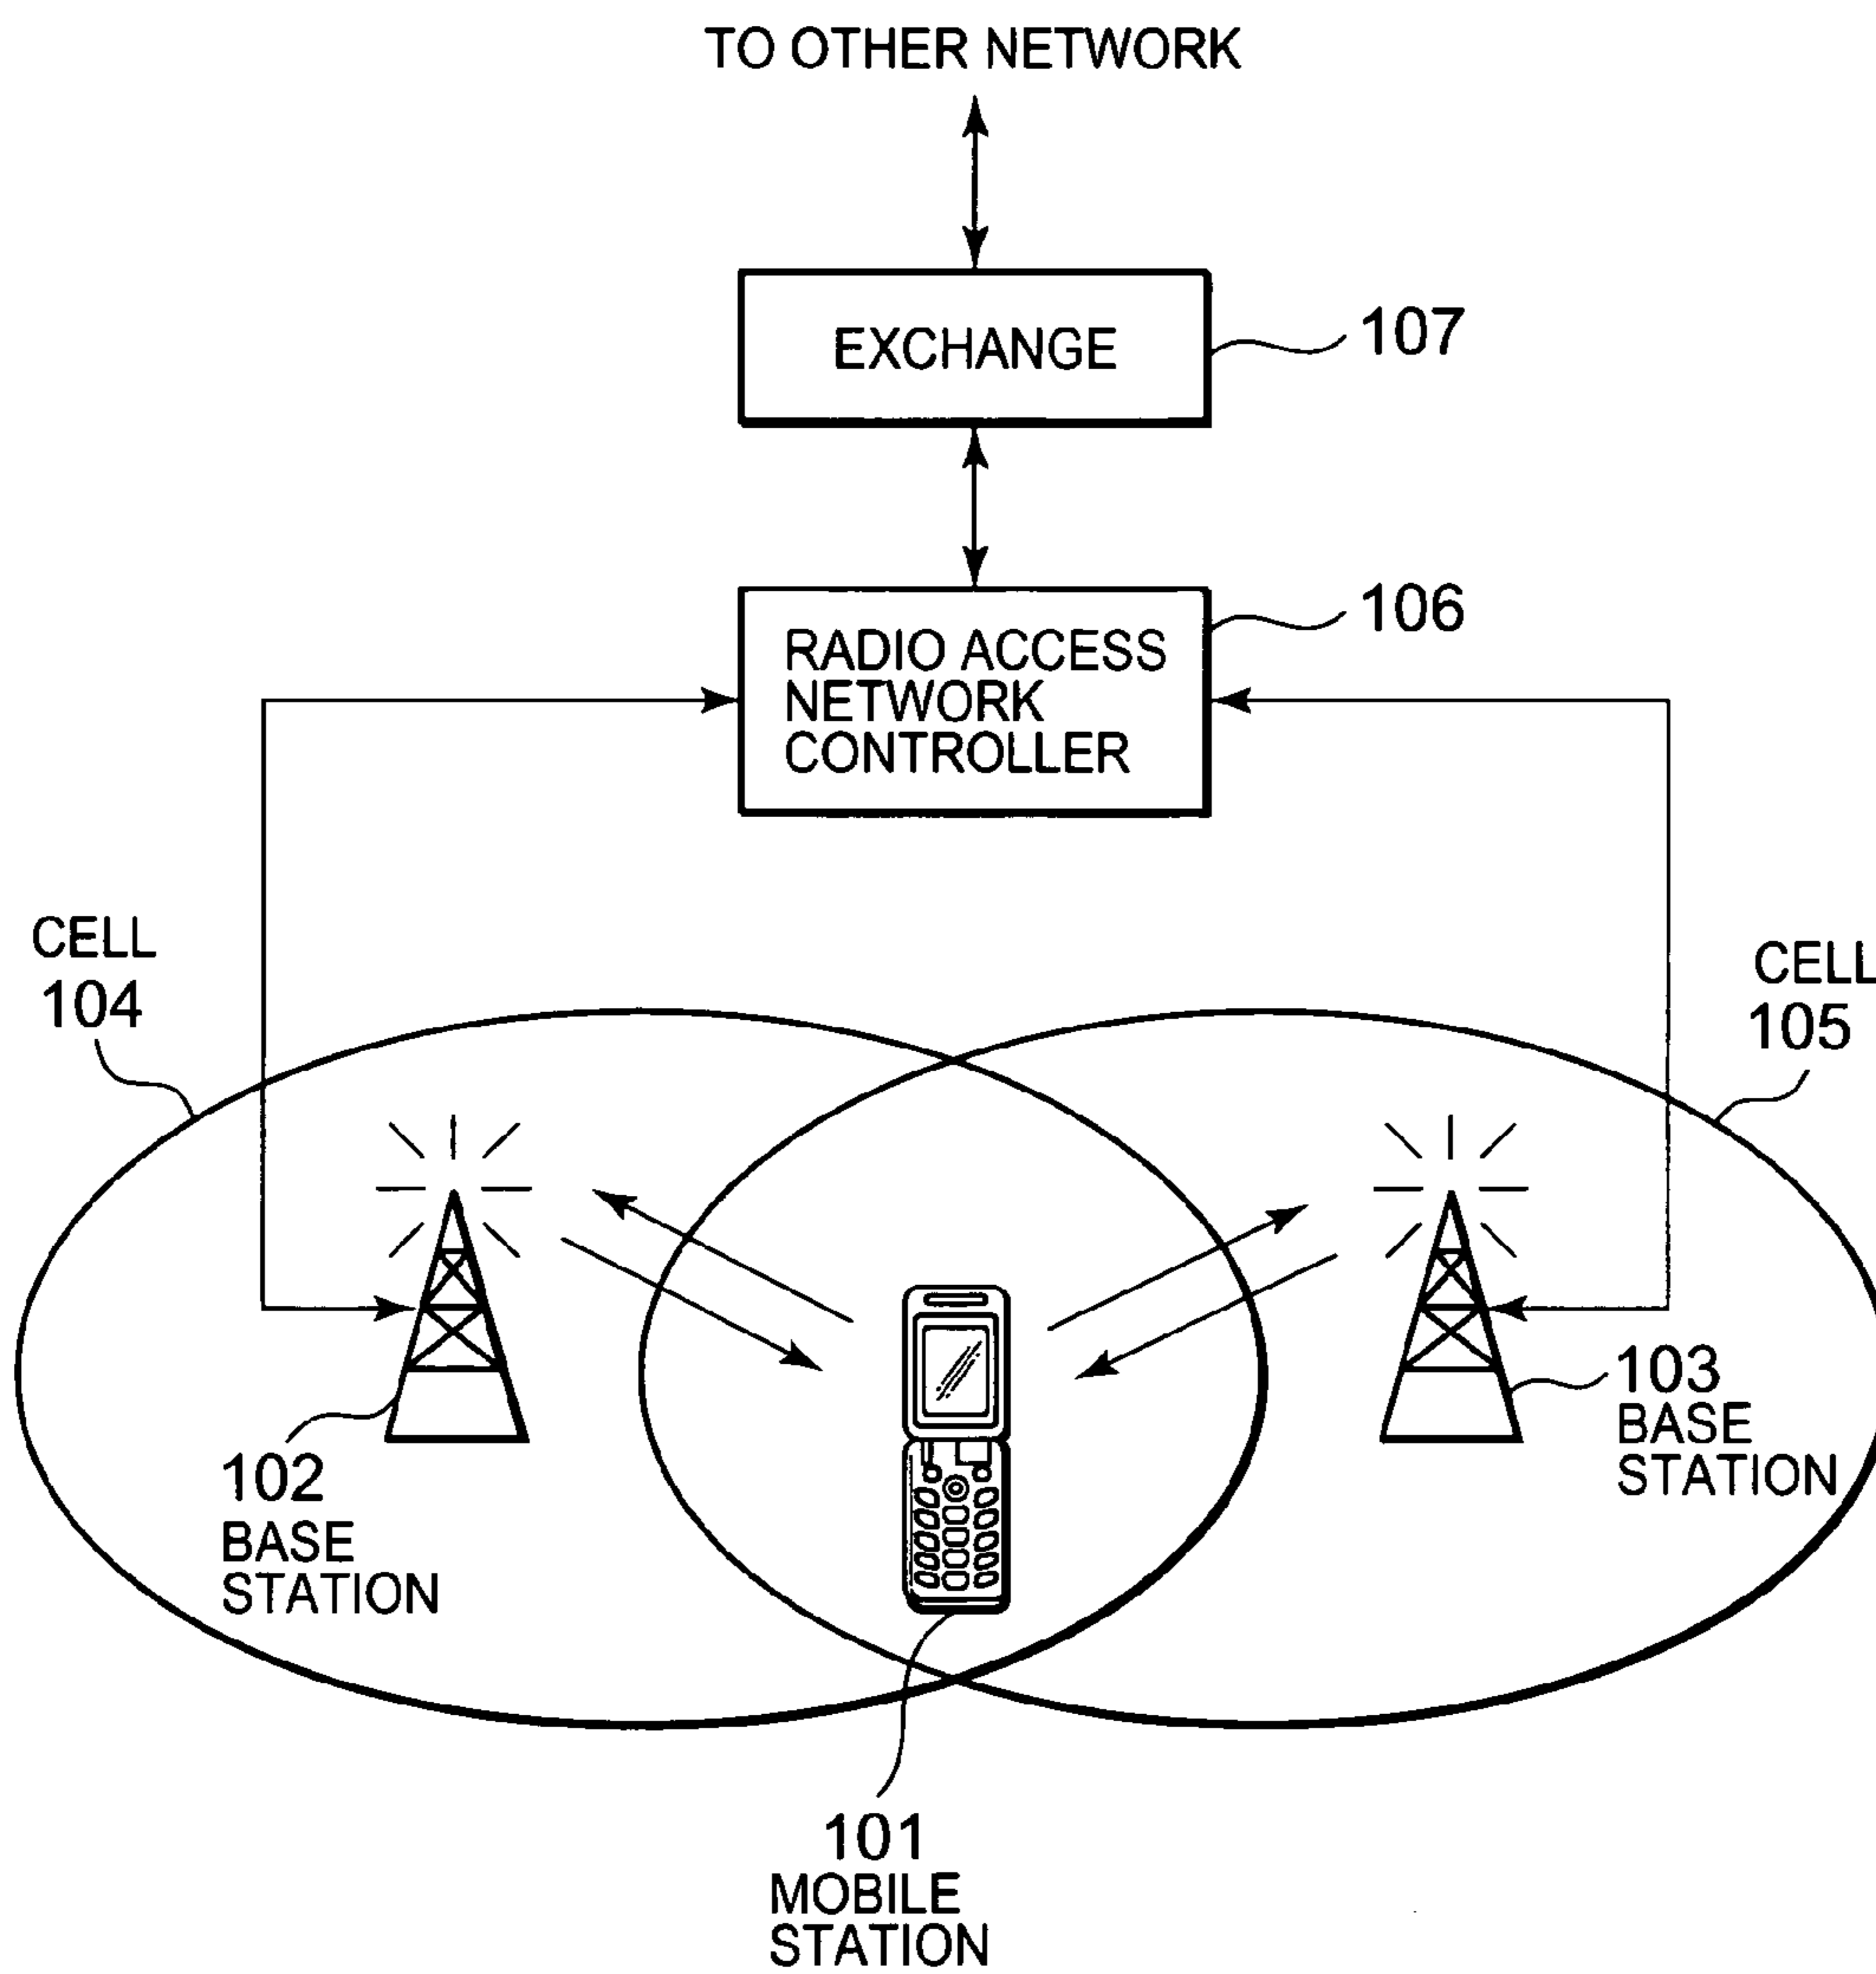 TO OTHER NETWORK
EXCHANGE
107
RADIO ACCESS
NETWORK
CONTROLLER
106
CELL
104
CELL
105
102
BASE
STATION
103
BASE
STATION
101
MOBILE
STATION